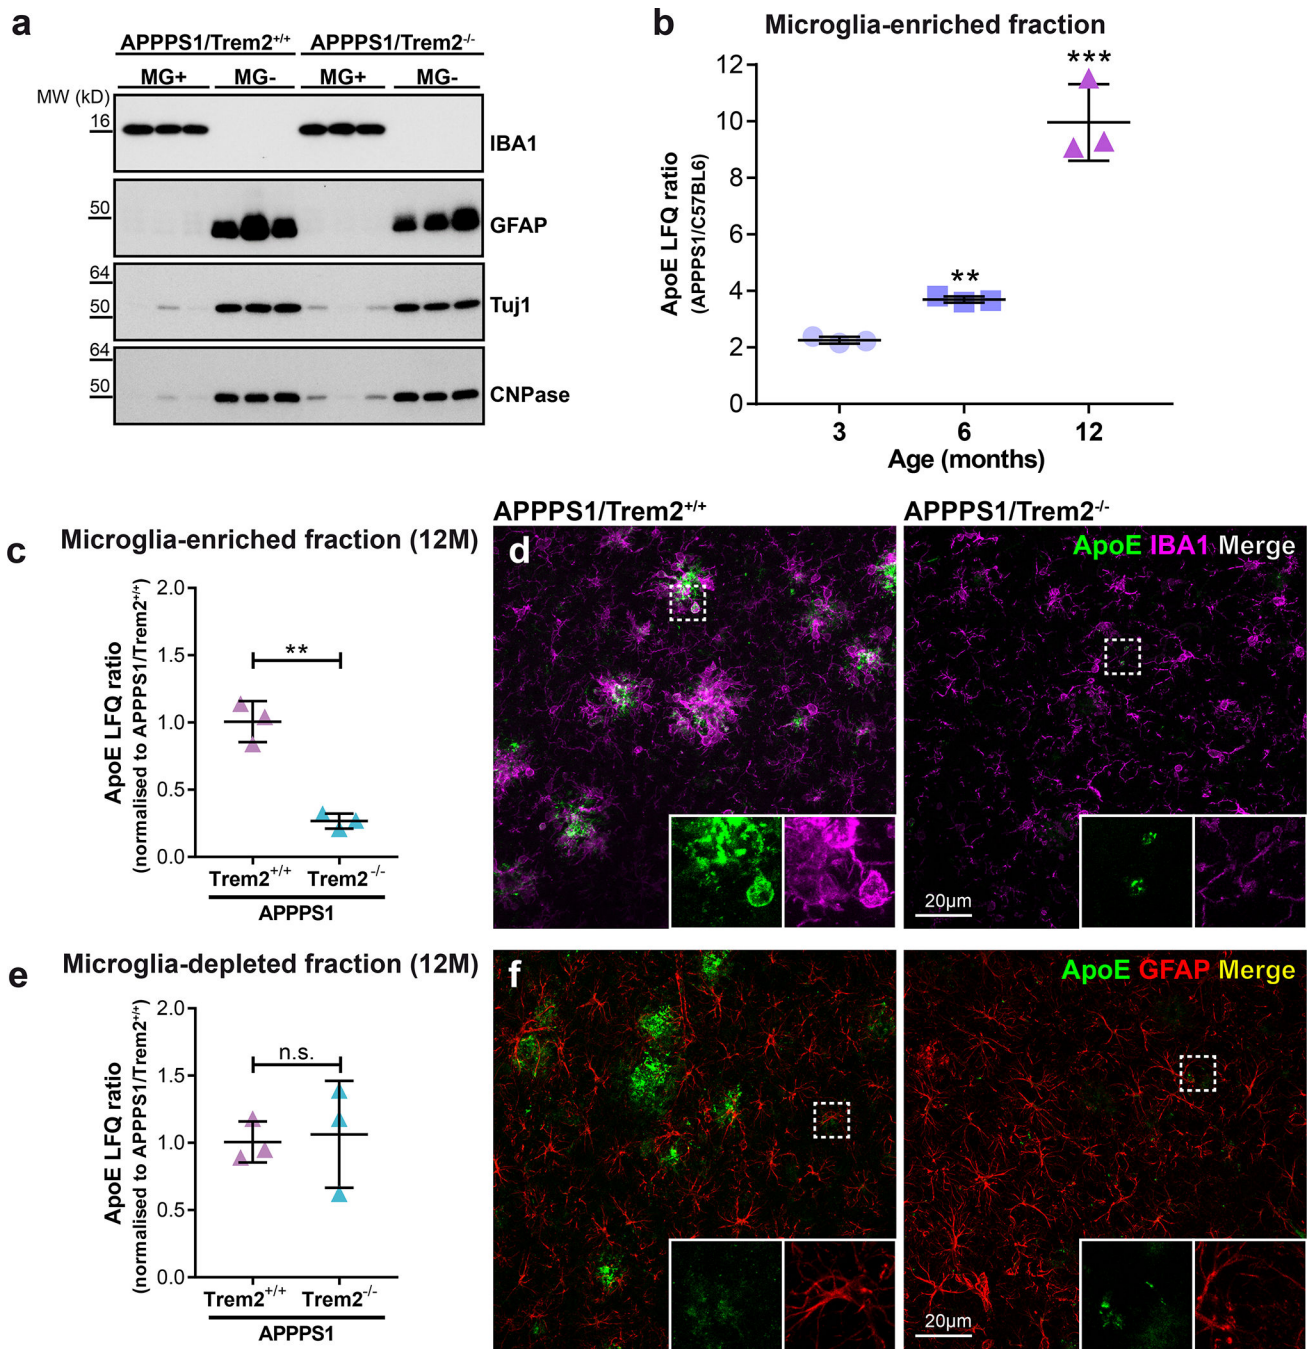 a
APPPS1/Trem2+/+ APPPS1/Trem2-/-
MG+ MG- MG+ MG-
MW (kD)
16
IBA1
50
GFAP
64
50
Tuj1
64
50
CNPase
b
Microglia-enriched fraction
ApoE LFQ ratio
(APPPS1/C57BL6)
12
10
8
6
4
2
0
**
***
3 6 12
Age (months)
c
Microglia-enriched fraction (12M)
ApoE LFQ ratio
(normalised to APPPS1/Trem2+/+)
2.0
1.5
1.0
0.5
0.0
**
Trem2+/+ Trem2-/-
APPPS1
APPPS1/Trem2+/+ APPPS1/Trem2-/-
d
ApoE IBA1 Merge
20µm
e
Microglia-depleted fraction (12M)
ApoE LFQ ratio
(normalised to APPPS1/Trem2+/+)
2.0
1.5
1.0
0.5
0.0
n.s.
Trem2+/+ Trem2-/-
APPPS1
f
ApoE GFAP Merge
20µm